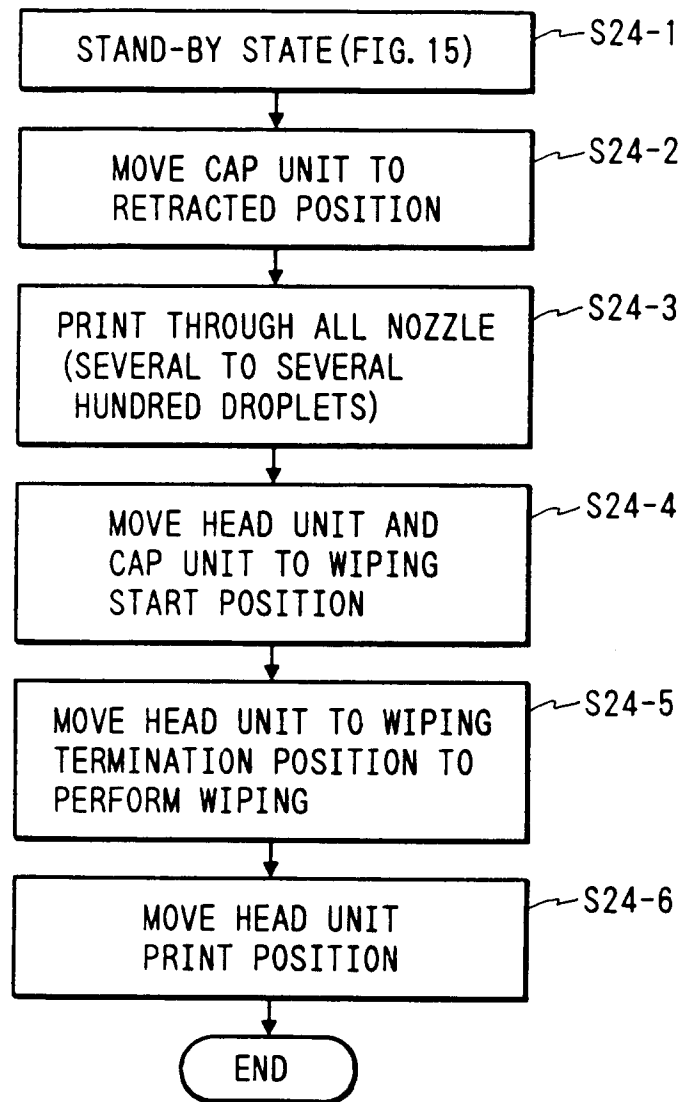 STAND-BY STATE(FIG. 15)
S24-1
MOVE CAP UNIT TO
RETRACTED POSITION
S24-2
PRINT THROUGH ALL NOZZLE
(SEVERAL TO SEVERAL
HUNDRED DROPLETS)
S24-3
MOVE HEAD UNIT AND
CAP UNIT TO WIPING
START POSITION
S24-4
MOVE HEAD UNIT TO WIPING
TERMINATION POSITION TO
PERFORM WIPING
S24-5
MOVE HEAD UNIT
PRINT POSITION
S24-6
END